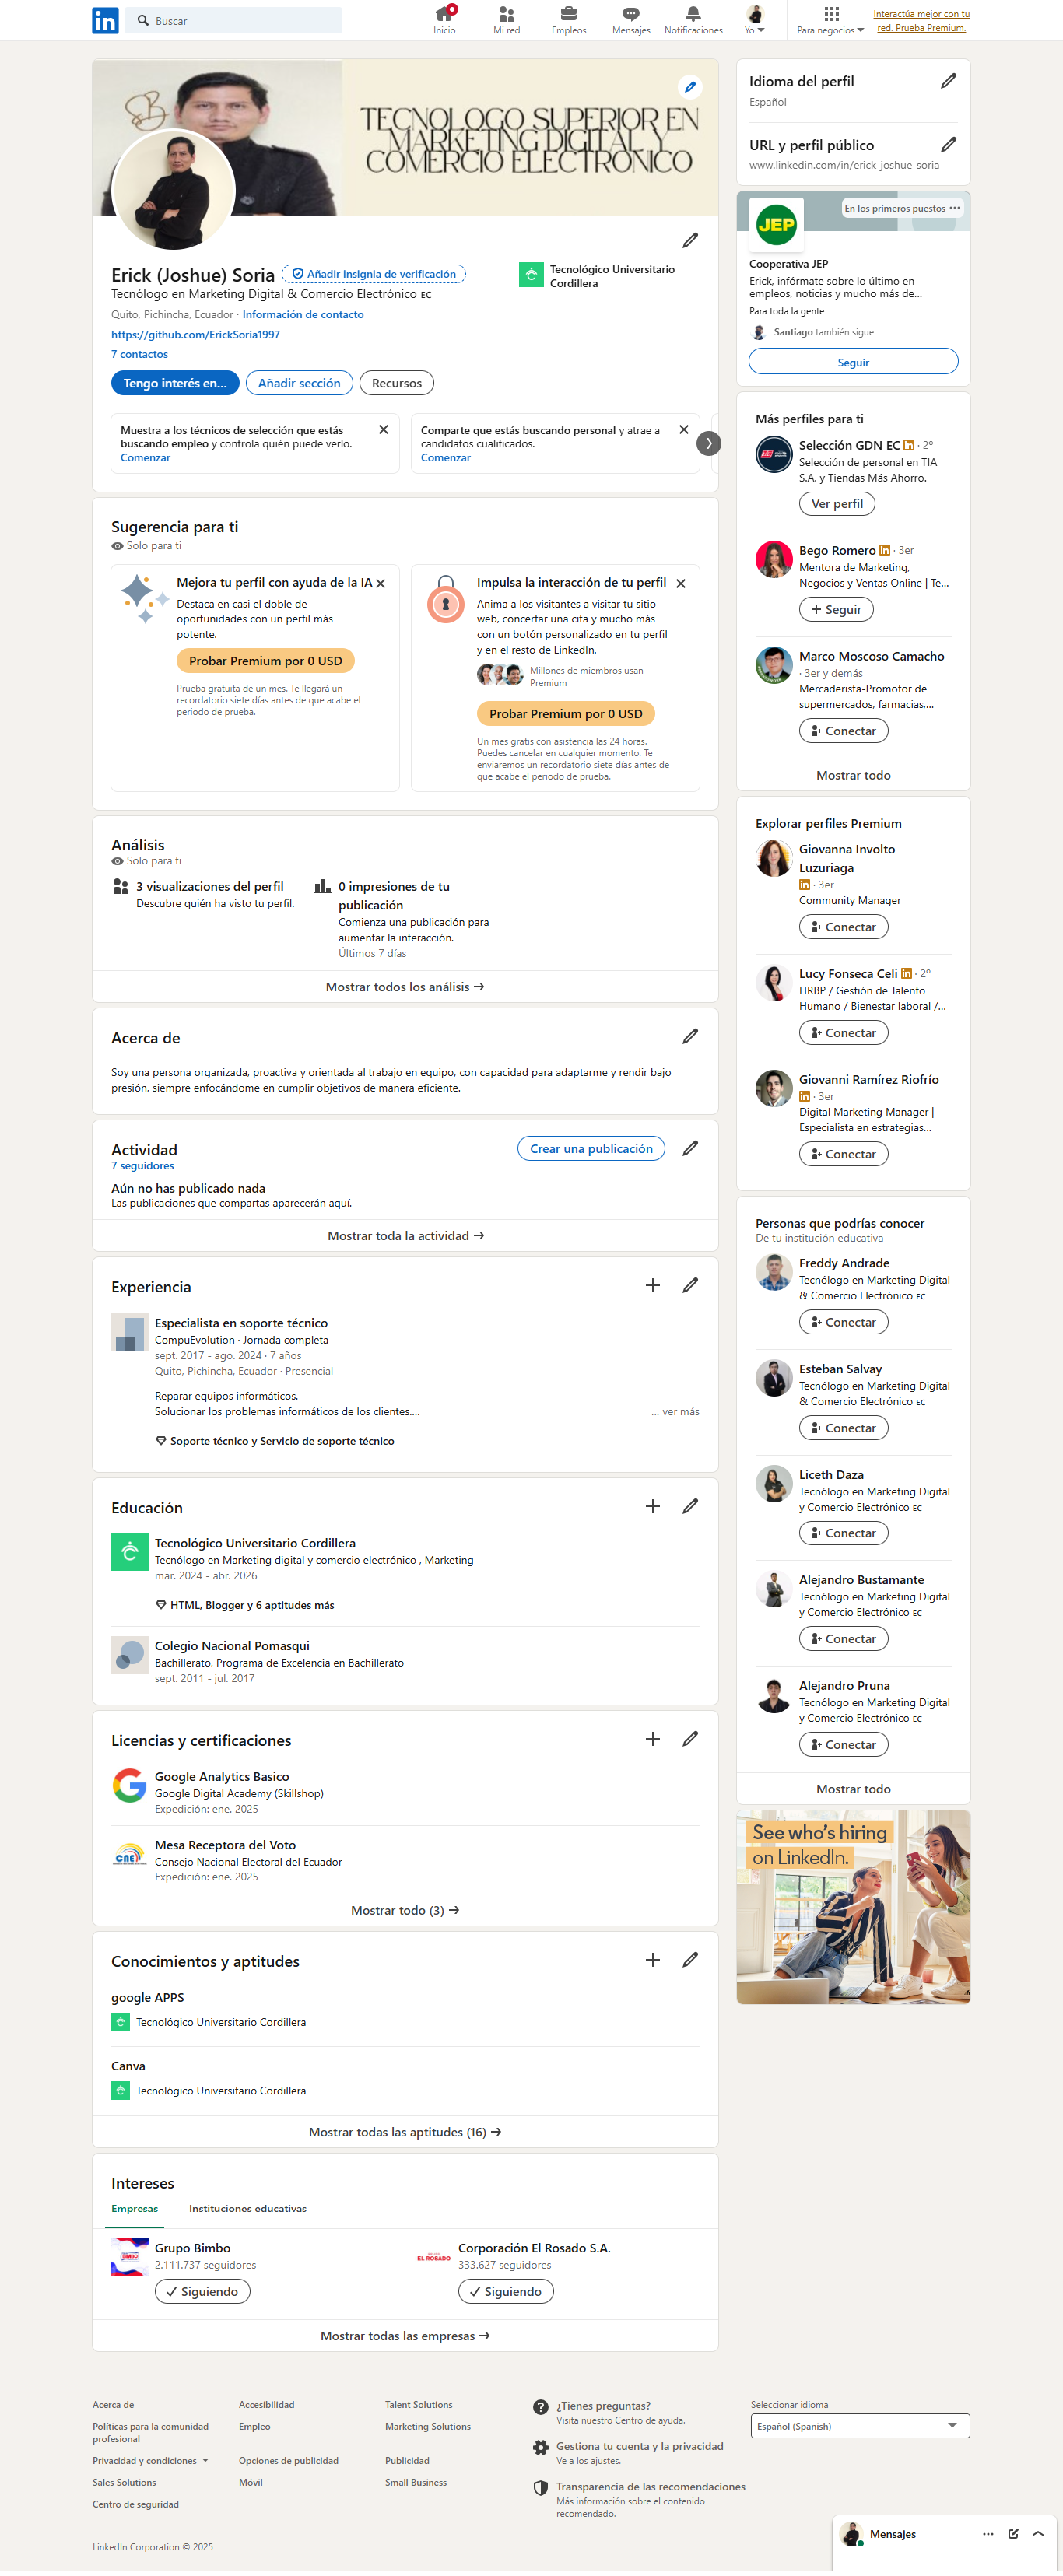 in
Buscar
Inicio
Mi red
Empleos
Mensajes
Notificaciones
Yo
Para negocios
Interactúa mejor con tu
red. Prueba Premium.
TECNOLOGO SUPERIOR EN
MARKETING DIGITAL Y
COMERCIO ELECTRONICO
Erick (Joshue) Soria
Añadir insignia de verificación
Tecnólogo en Marketing Digital & Comercio Electrónico EC
Quito, Pichincha, Ecuador · Información de contacto
https://github.com/ErickSoria1997
7 contactos
Tecnológico Universitario
Cordillera
Tengo interés en...
Añadir sección
Recursos
Muestra a los técnicos de selección que estás
buscando empleo y controla quién puede verlo.
Comenzar
Comparte que estás buscando personal y atrae a
candidatos cualificados.
Comenzar
Sugerencia para ti
Solo para ti
Mejora tu perfil con ayuda de la IA
Destaca en casi el doble de
oportunidades con un perfil más
potente.
Probar Premium por 0 USD
Prueba gratuita de un mes. Te llegará un
recordatorio siete días antes de que acabe el
periodo de prueba.
Impulsa la interacción de tu perfil
Anima a los visitantes a visitar tu sitio
web, concertar una cita y mucho más
con un botón personalizado en tu perfil
y en el resto de LinkedIn.
Millones de miembros usan
Premium
Probar Premium por 0 USD
Un mes gratis con asistencia las 24 horas.
Puedes cancelar en cualquier momento. Te
enviaremos un recordatorio siete días antes de
que acabe el periodo de prueba.
Análisis
Solo para ti
3 visualizaciones del perfil
Descubre quién ha visto tu perfil.
0 impresiones de tu
publicación
Comienza una publicación para
aumentar la interacción.
Últimos 7 días
Mostrar todos los análisis →
Acerca de
Soy una persona organizada, proactiva y orientada al trabajo en equipo, con capacidad para adaptarme y rendir bajo
presión, siempre enfocándome en cumplir objetivos de manera eficiente.
Actividad
7 seguidores
Crear una publicación
Aún no has publicado nada
Las publicaciones que compartas aparecerán aquí.
Mostrar toda la actividad →
Experiencia
Especialista en soporte técnico
CompuEvolution · Jornada completa
sept. 2017 - ago. 2024 · 7 años
Quito, Pichincha, Ecuador · Presencial
Reparar equipos informáticos.
Solucionar los problemas informáticos de los clientes....
... ver más
Soporte técnico y Servicio de soporte técnico
Educación
Tecnológico Universitario Cordillera
Tecnólogo en Marketing digital y comercio electrónico , Marketing
mar. 2024 - abr. 2026
HTML, Blogger y 6 aptitudes más
Colegio Nacional Pomasqui
Bachillerato, Programa de Excelencia en Bachillerato
sept. 2011 - jul. 2017
Licencias y certificaciones
Google Analytics Basico
Google Digital Academy (Skillshop)
Expedición: ene. 2025
CNE
Mesa Receptora del Voto
Consejo Nacional Electoral del Ecuador
Expedición: ene. 2025
Mostrar todo (3) →
Conocimientos y aptitudes
google APPS
Tecnológico Universitario Cordillera
Canva
Tecnológico Universitario Cordillera
Mostrar todas las aptitudes (16) →
Intereses
Empresas
Instituciones educativas
Grupo Bimbo
2.111.737 seguidores
Siguiendo
EL ROSADO
Corporación El Rosado S.A.
333.627 seguidores
Siguiendo
Mostrar todas las empresas →
Idioma del perfil
Español
URL y perfil público
www.linkedin.com/in/erick-joshue-soria
En los primeros puestos
JEP
Cooperativa JEP
Erick, infórmate sobre lo último en
empleos, noticias y mucho más de...
Para toda la gente
Santiago también sigue
Seguir
Más perfiles para ti
Selección GDN EC in · 2º
Selección de personal en TIA
S.A. y Tiendas Más Ahorro.
Ver perfil
Bego Romero in · 3er
Mentora de Marketing,
Negocios y Ventas Online | Te...
Seguir
Marco Moscoso Camacho
· 3er y demás
Mercaderista-Promotor de
supermercados, farmacias,...
Conectar
Mostrar todo
Explorar perfiles Premium
Giovanna Involto
Luzuriaga
in · 3er
Community Manager
Conectar
Lucy Fonseca Celi in · 2º
HRBP / Gestión de Talento
Humano / Bienestar laboral /...
Conectar
Giovanni Ramírez Riofrío
in · 3er
Digital Marketing Manager |
Especialista en estrategias...
Conectar
Personas que podrías conocer
De tu institución educativa
Freddy Andrade
Tecnólogo en Marketing Digital
& Comercio Electrónico EC
Conectar
Esteban Salvay
Tecnólogo en Marketing Digital
& Comercio Electrónico EC
Conectar
Liceth Daza
Tecnólogo en Marketing Digital
y Comercio Electrónico EC
Conectar
Alejandro Bustamante
Tecnólogo en Marketing Digital
y Comercio Electrónico EC
Conectar
Alejandro Pruna
Tecnólogo en Marketing Digital
y Comercio Electrónico EC
Conectar
Mostrar todo
See who's hiring
on LinkedIn.
Acerca de
Accesibilidad
Talent Solutions
Políticas para la comunidad
profesional
Empleo
Marketing Solutions
Privacidad y condiciones
Opciones de publicidad
Publicidad
Sales Solutions
Móvil
Small Business
Centro de seguridad
¿Tienes preguntas?
Visita nuestro Centro de ayuda.
Gestiona tu cuenta y la privacidad
Ve a los ajustes.
Transparencia de las recomendaciones
Más información sobre el contenido
recomendado.
Seleccionar idioma
Español (Spanish)
LinkedIn Corporation © 2025
Mensajes